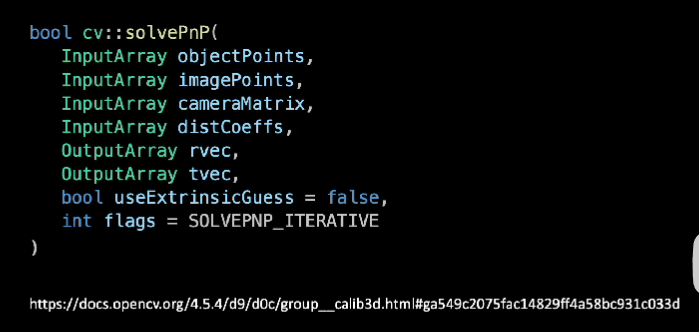 bool cv::solvePnP(
InputArray objectPoints,
InputArray imagePoints,
InputArray cameraMatrix,
InputArray distCoeffs,
OutputArray rvec,
OutputArray tvec,
bool useExtrinsicGuess = false,
int flags = SOLVEPNP_ITERATIVE
)
https://docs.opencv.org/4.5.4/d9/d0c/group__calib3d.html#ga549c2075fac14829ff4a58bc931c033d